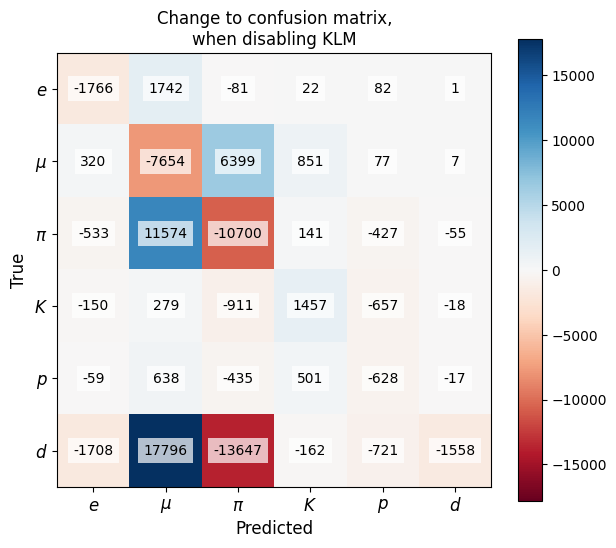 Change to confusion matrix,
when disabling KLM
e -1766 1742 -81 22 82 1
μ 320 -7654 6399 851 77 7
π -533 11574 -10700 141 -427 -55
K -150 279 -911 1457 -657 -18
p -59 638 -435 501 -628 -17
d -1708 17796 -13647 -162 -721 -1558
e μ π K p d
Predicted
True
15000
10000
5000
0
−5000
−10000
−15000